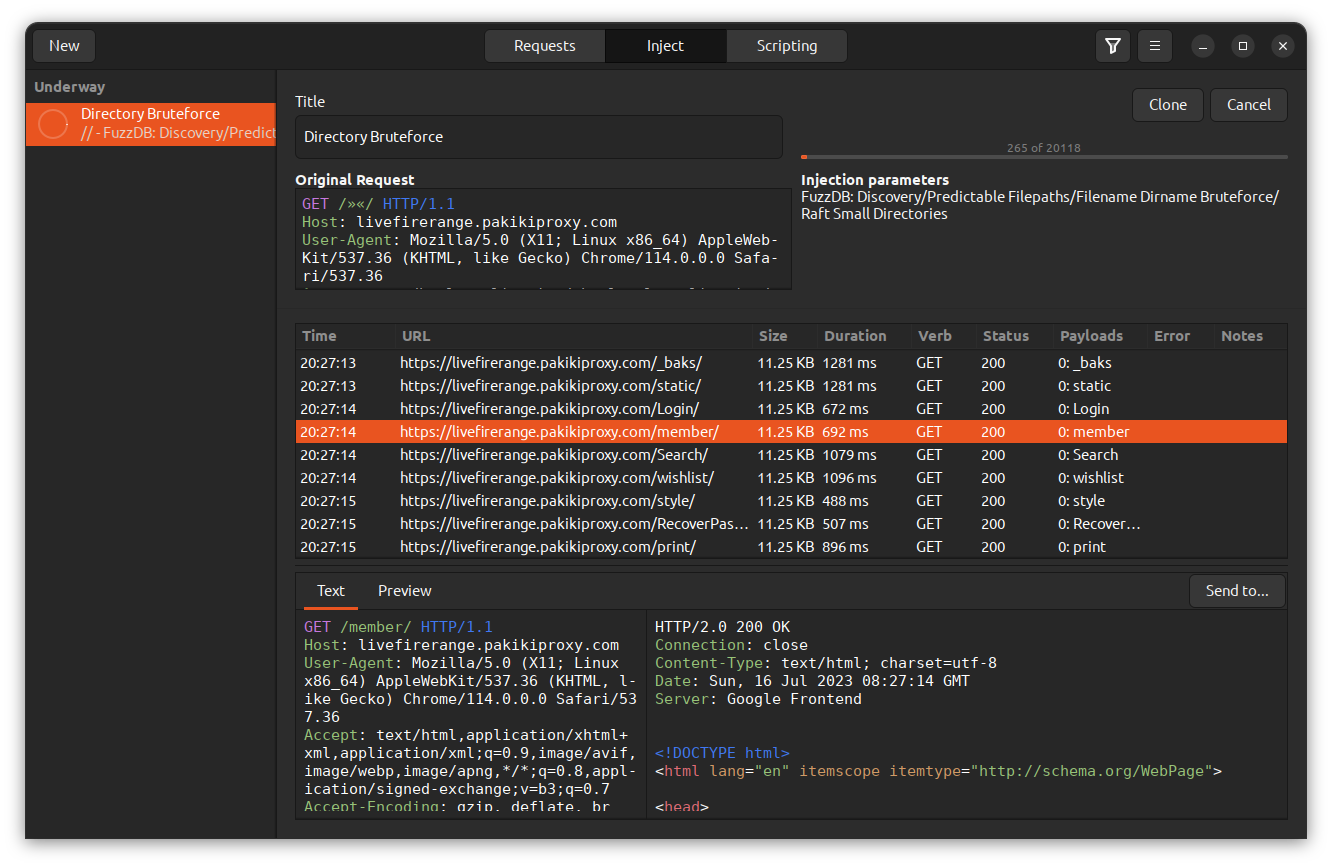 New
Requests
Inject
Scripting
Underway
Directory Bruteforce
// - FuzzDB: Discovery/Predict
Title
Directory Bruteforce
Clone
Cancel
265 of 20118
Original Request
GET /»«/ HTTP/1.1
Host: livefirerange.pakikiproxy.com
User-Agent: Mozilla/5.0 (X11; Linux x86_64) AppleWeb-
Kit/537.36 (KHTML, like Gecko) Chrome/114.0.0.0 Safa-
ri/537.36
Injection parameters
FuzzDB: Discovery/Predictable Filepaths/Filename Dirname Bruteforce/
Raft Small Directories
Time URL Size Duration Verb Status Payloads Error Notes
20:27:13 https://livefirerange.pakikiproxy.com/_baks/ 11.25 KB 1281 ms GET 200 0: _baks
20:27:13 https://livefirerange.pakikiproxy.com/static/ 11.25 KB 1281 ms GET 200 0: static
20:27:14 https://livefirerange.pakikiproxy.com/Login/ 11.25 KB 672 ms GET 200 0: Login
20:27:14 https://livefirerange.pakikiproxy.com/member/ 11.25 KB 692 ms GET 200 0: member
20:27:14 https://livefirerange.pakikiproxy.com/Search/ 11.25 KB 1079 ms GET 200 0: Search
20:27:14 https://livefirerange.pakikiproxy.com/wishlist/ 11.25 KB 1096 ms GET 200 0: wishlist
20:27:15 https://livefirerange.pakikiproxy.com/style/ 11.25 KB 488 ms GET 200 0: style
20:27:15 https://livefirerange.pakikiproxy.com/RecoverPas… 11.25 KB 507 ms GET 200 0: Recover…
20:27:15 https://livefirerange.pakikiproxy.com/print/ 11.25 KB 896 ms GET 200 0: print
Text
Preview
Send to...
GET /member/ HTTP/1.1
Host: livefirerange.pakikiproxy.com
User-Agent: Mozilla/5.0 (X11; Linux
x86_64) AppleWebKit/537.36 (KHTML, l-
ike Gecko) Chrome/114.0.0.0 Safari/53
7.36
Accept: text/html,application/xhtml+
xml,application/xml;q=0.9,image/avif,
image/webp,image/apng,*/*;q=0.8,appl-
ication/signed-exchange;v=b3;q=0.7
Accept-Encoding: gzip, deflate, br
HTTP/2.0 200 OK
Connection: close
Content-Type: text/html; charset=utf-8
Date: Sun, 16 Jul 2023 08:27:14 GMT
Server: Google Frontend
<!DOCTYPE html>
<html lang="en" itemscope itemtype="http://schema.org/WebPage">
<head>